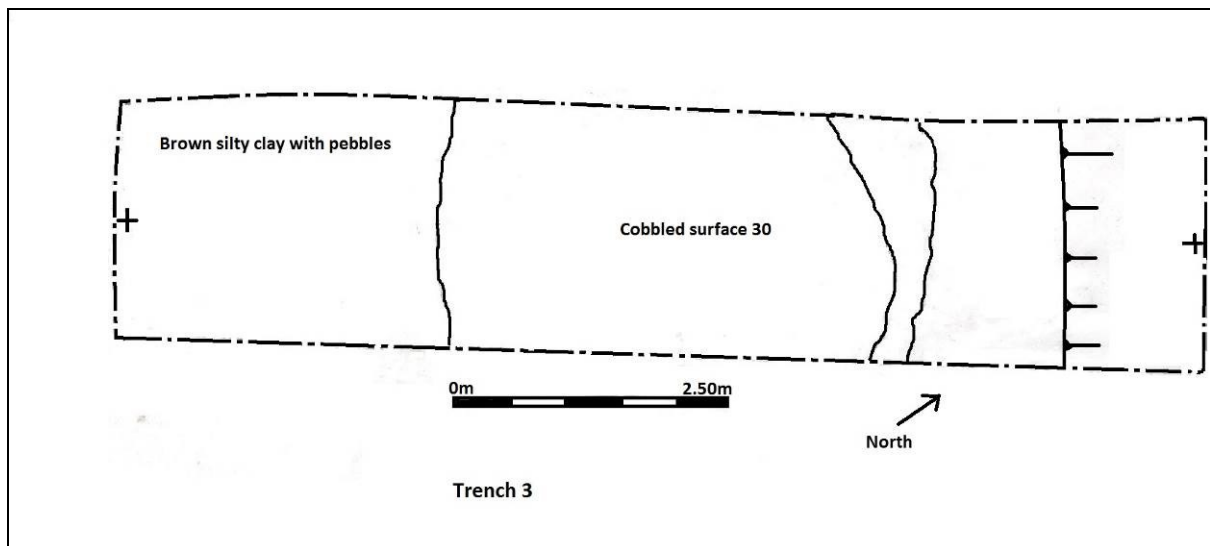 Brown silty clay with pebbles
Cobbled surface 30
0m 2.50m
North
Trench 3